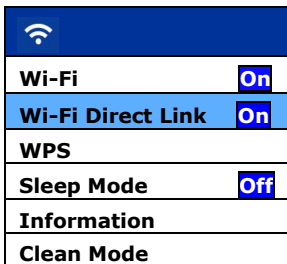 Wi-Fi On
Wi-Fi Direct Link On
WPS
Sleep Mode Off
Information
Clean Mode